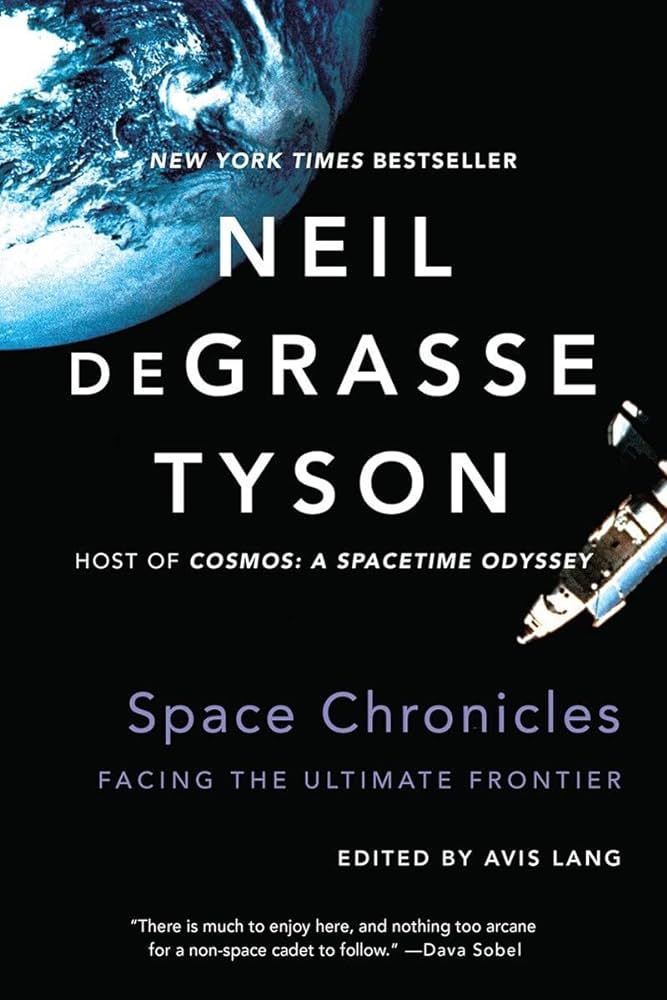 NEW YORK TIMES BESTSELLER
NEIL
DEGRASSE
TYSON
HOST OF COSMOS: A SPACETIME ODYSSEY
Space Chronicles
FACING THE ULTIMATE FRONTIER
EDITED BY AVIS LANG
“There is much to enjoy here, and nothing too arcane
for a non-space cadet to follow.” —Dava Sobel